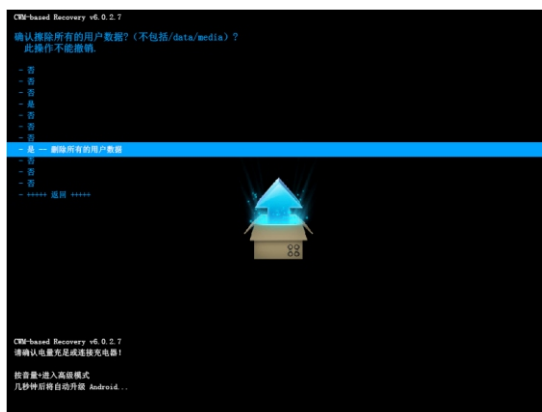 CWM-based Recovery v6.0.2.7
确认擦除所有的用户数据?（不包括/data/media）?
此操作不能撤销.
- 否
- 否
- 否
- 是
- 否
- 否
- 否
- 是 -- 删除所有的用户数据
- 否
- 否
- 否
- +++++ 返回 +++++
CWM-based Recovery v6.0.2.7
请确认电量充足或连接充电器!
按音量+进入高级模式
几秒钟后将自动升级 Android...